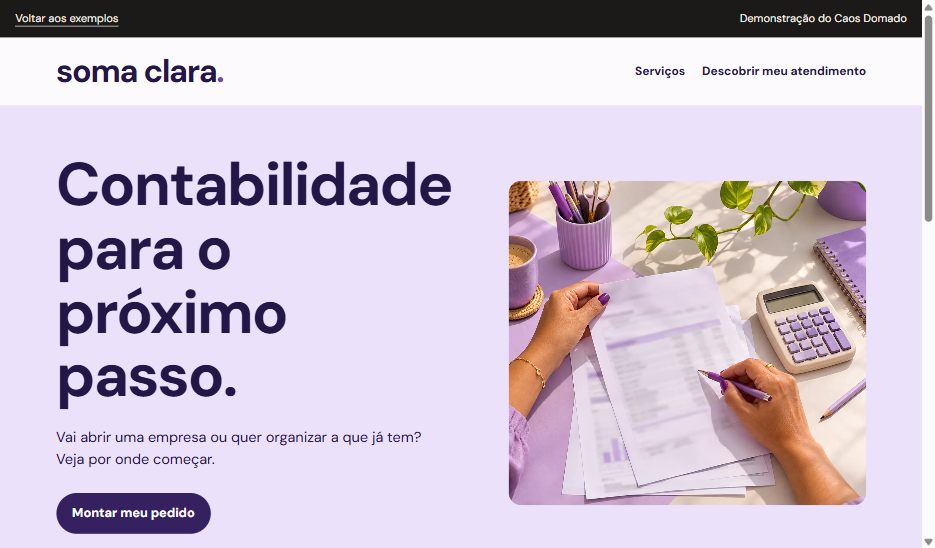 Voltar aos exemplos
Demonstração do Caos Domado
soma clara.
Serviços
Descobrir meu atendimento
Contabilidade
para o
próximo
passo.
Vai abrir uma empresa ou quer organizar a que já tem?
Veja por onde começar.
Montar meu pedido